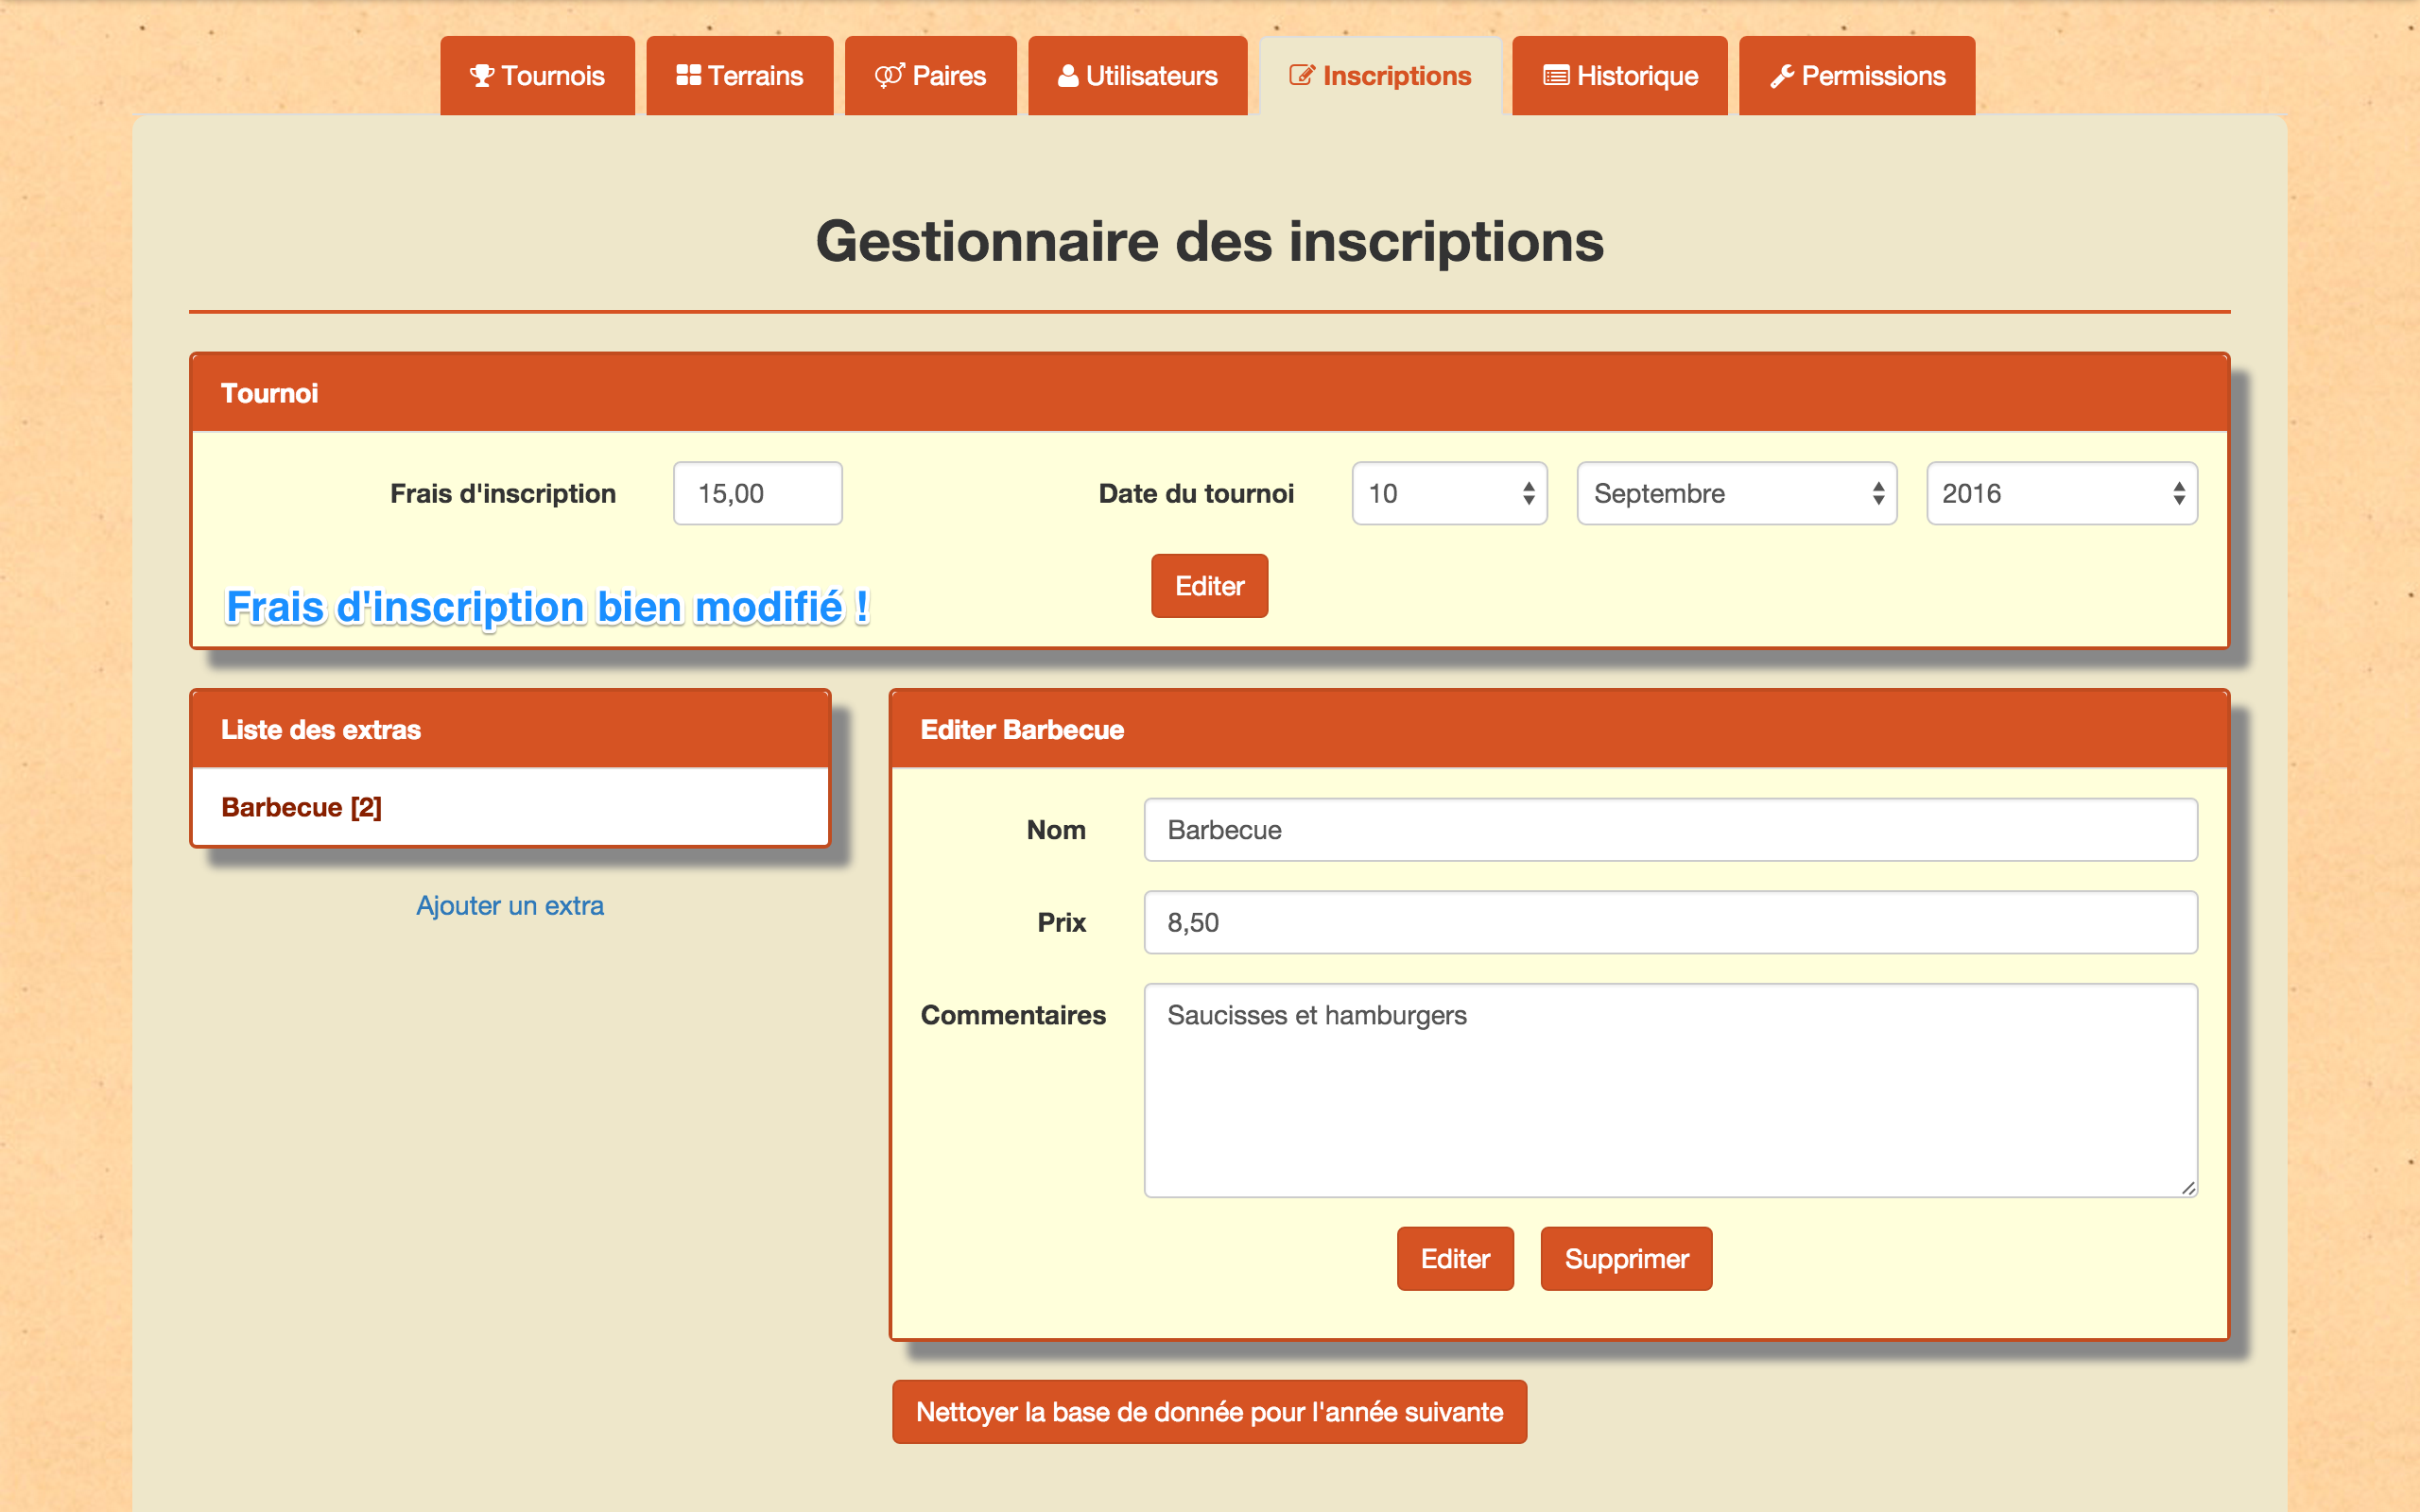 Tournois Terrains Paires Utilisateurs Inscriptions Historique Permissions
Gestionnaire des inscriptions
Tournoi
Frais d'inscription 15,00 Date du tournoi 10 Septembre 2016
Editer
Frais d'inscription bien modifié !
Liste des extras
Barbecue [2]
Ajouter un extra
Editer Barbecue
Nom Barbecue
Prix 8,50
Commentaires Saucisses et hamburgers
Editer Supprimer
Nettoyer la base de donnée pour l'année suivante